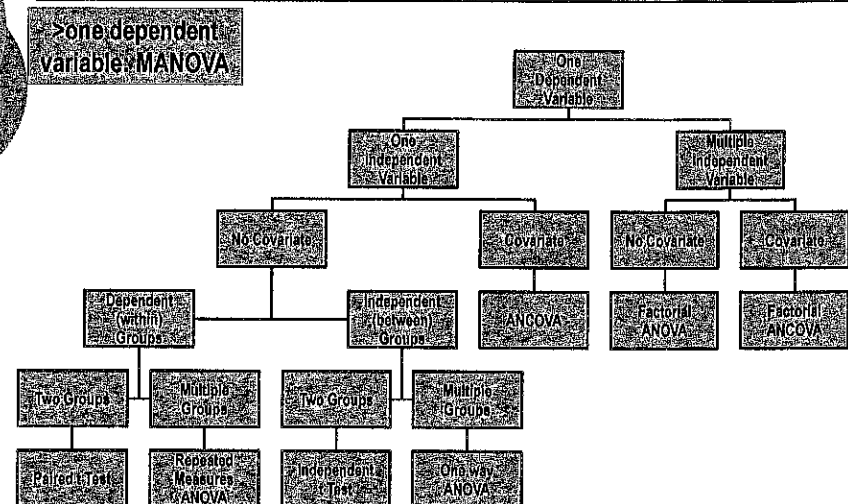 >one dependent
variable: MANOVA
One
Dependent
Variable
One
Independent
Variable
Multiple
Independent
Variable
No Covariate
Covariate
No Covariate
Covariate
Dependent
(within)
Groups
Independent
(between)
Groups
ANCOVA
Factorial
ANOVA
Factorial
ANCOVA
Two Groups
Multiple
Groups
Two Groups
Multiple
Groups
Paired t Test
Repeated
Measures
ANOVA
Independent
t Test
One way
ANOVA